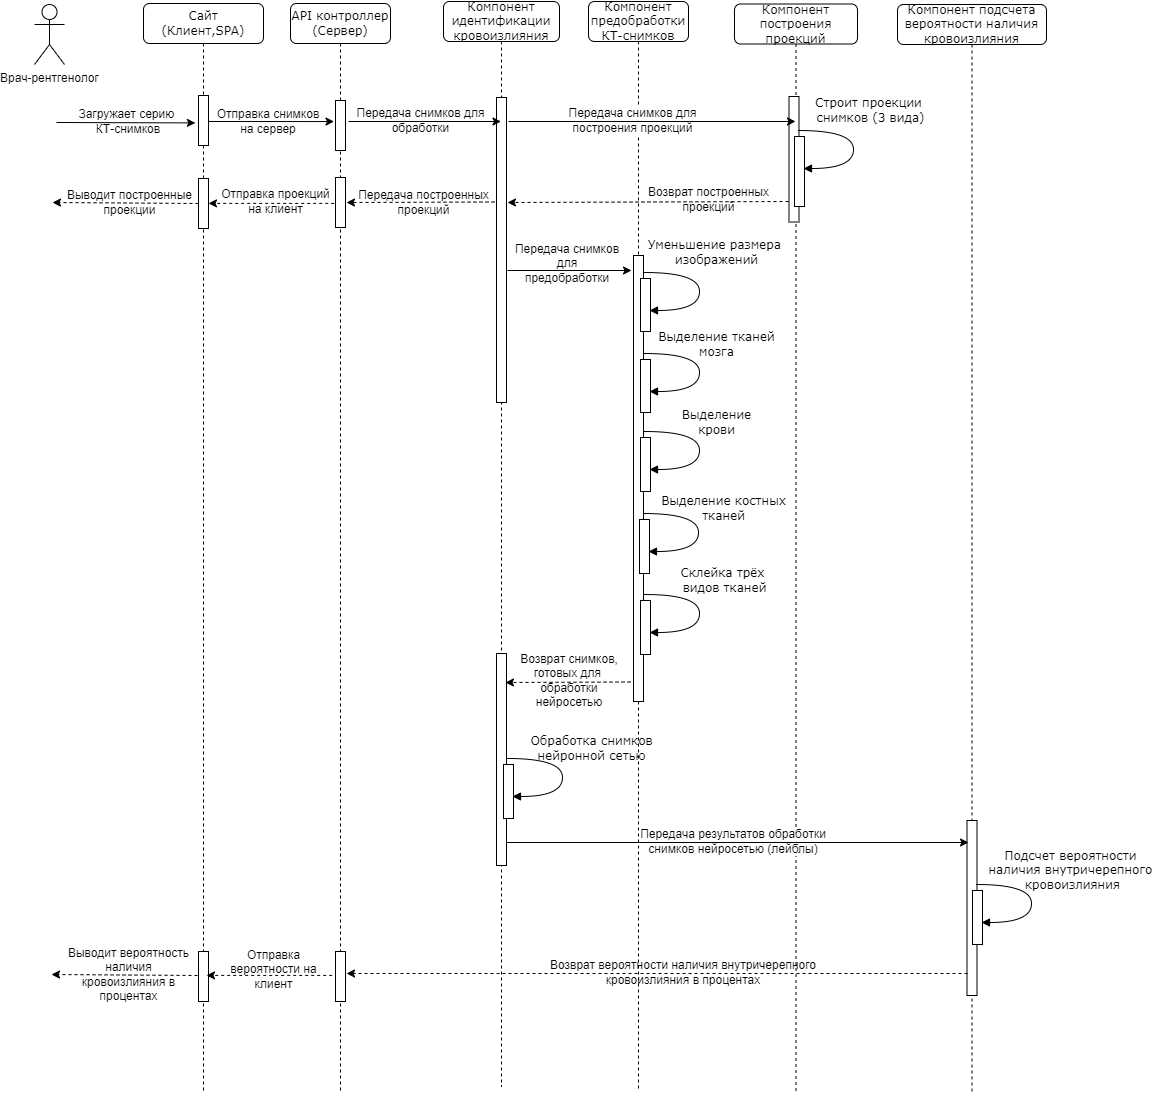 Врач-рентгенолог
Сайт
(Клиент,SPA)
API контроллер
(Сервер)
Компонент
идентификации
кровоизлияния
Компонент
предобработки
КТ-снимков
Компонент
построения
проекций
Компонент подсчета
вероятности наличия
кровоизлияния
Загружает серию
КТ-снимков
Отправка снимков
на сервер
Передача снимков для
обработки
Передача снимков для
построения проекций
Строит проекции
снимков (3 вида)
Выводит построенные
проекции
Отправка проекций
на клиент
Передача построенных
проекций
Возврат построенных
проекций
Передача снимков
для
предобработки
Уменьшение размера
изображений
Выделение тканей
мозга
Выделение
крови
Выделение костных
тканей
Склейка трёх
видов тканей
Возврат снимков,
готовых для
обработки
нейросетью
Обработка снимков
нейронной сетью
Передача результатов обработки
снимков нейросетью (лейблы)
Подсчет вероятности
наличия внутричерепного
кровоизлияния
Выводит вероятность
наличия
кровоизлияния в
процентах
Отправка
вероятности на
клиент
Возврат вероятности наличия внутричерепного
кровоизлияния в процентах